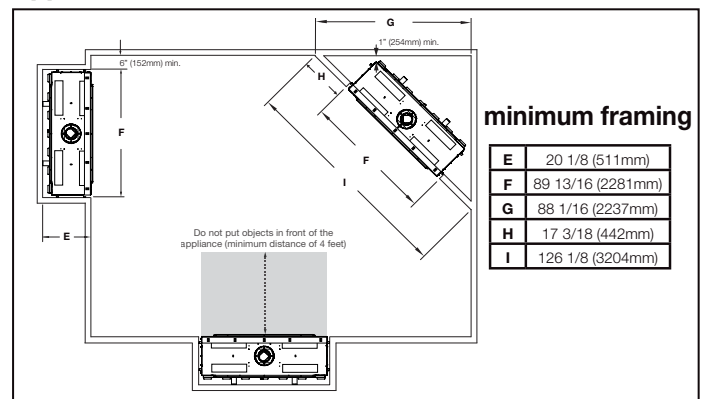 G
1" (254mm) min.
6" (152mm) min.
H
F
F
I
E
Do not put objects in front of the
appliance (minimum distance of 4 feet)
minimum framing
E 20 1/8 (511mm)
F 89 13/16 (2281mm)
G 88 1/16 (2237mm)
H 17 3/18 (442mm)
I 126 1/8 (3204mm)